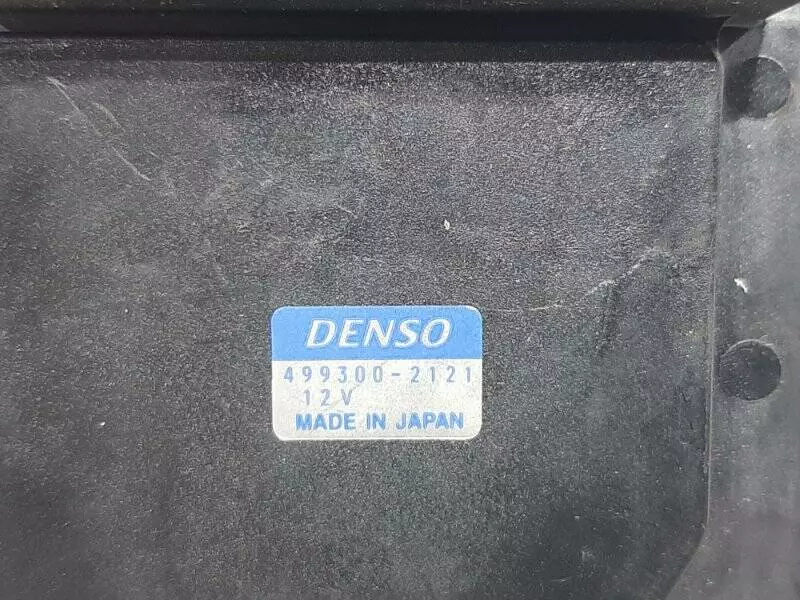 DENSO
499300-2121
12V
MADE IN JAPAN